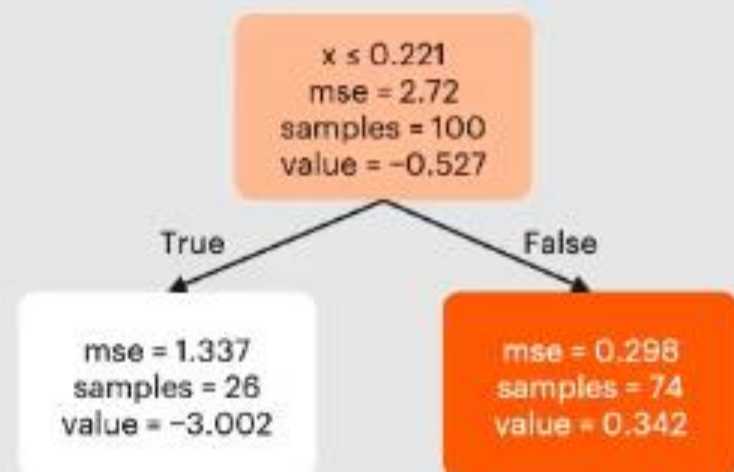 x ≤ 0.221
mse = 2.72
samples = 100
value = −0.527
True
False
mse = 1.337
samples = 26
value = −3.002
mse = 0.298
samples = 74
value = 0.342